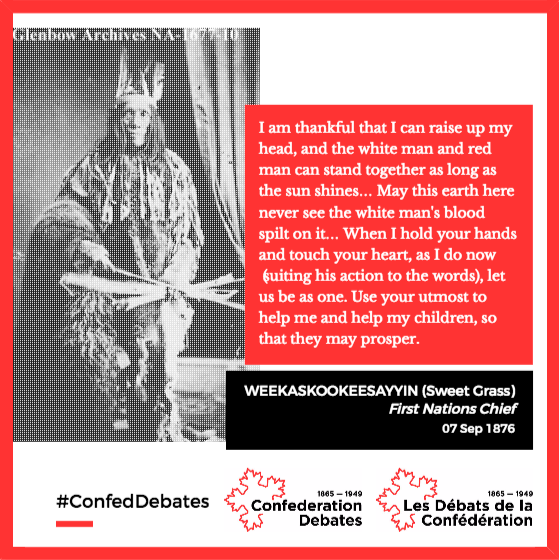 Glenbow Archives NA-1677-10
I am thankful that I can raise up my
head, and the white man and red
man can stand together as long as
the sun shines... May this earth here
never see the white man's blood
spilt on it... When I hold your hands
and touch your heart, as I do now
(suiting his action to the words), let
us be as one. Use your utmost to
help me and help my children, so
that they may prosper.
WEEKASKOOKEESAYYIN (Sweet Grass)
First Nations Chief
07 Sep 1876
#ConfedDebates
1865 — 1949
Confederation
Debates
1865 — 1949
Les Débats de la
Confédération